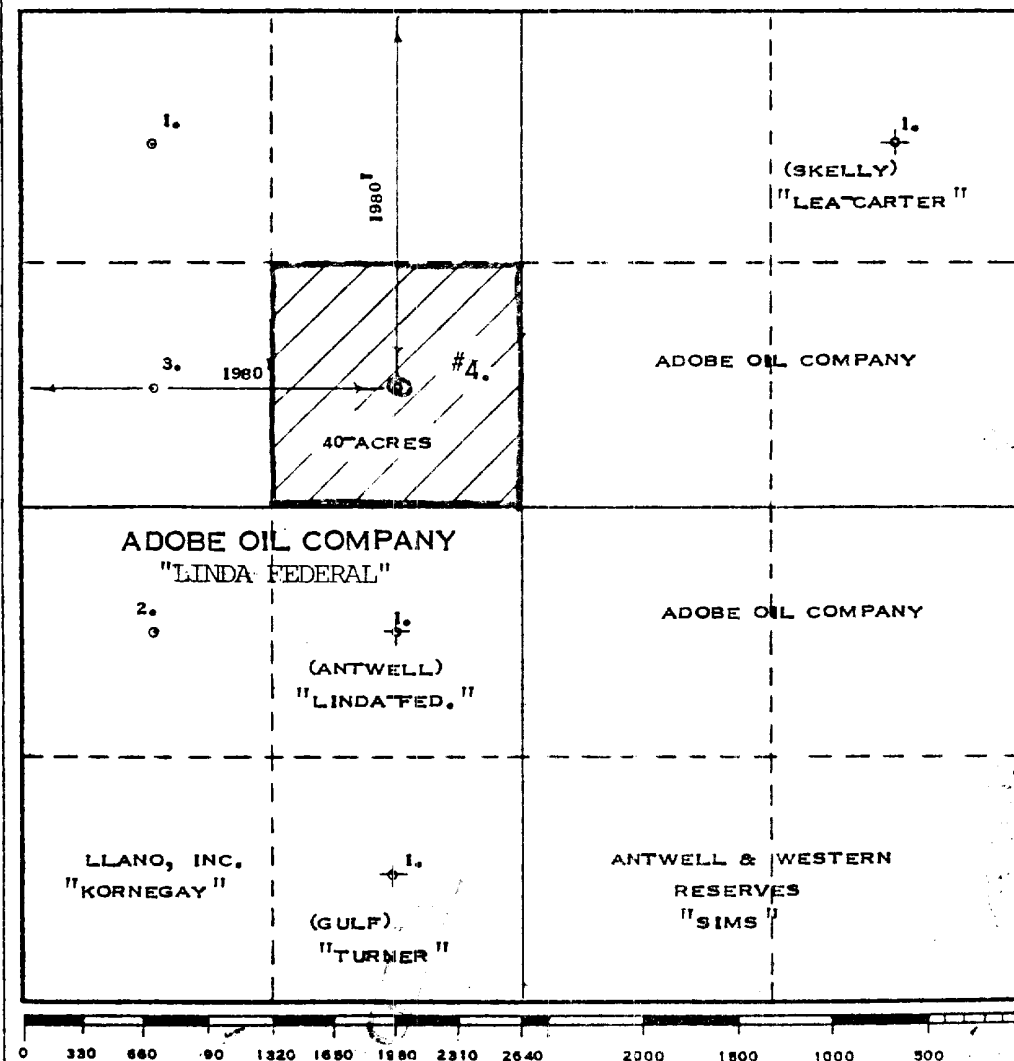 1.
1.
(SKELLY)
"LEA-CARTER"
1980'
#4.
ADOBE OIL COMPANY
3.
1980'
40-ACRES
ADOBE OIL COMPANY
"LINDA FEDERAL"
2.
1.
ADOBE OIL COMPANY
(ANTWELL)
"LINDA-FED."
LLANO, INC.
"KORNEGAY"
1.
ANTWELL & WESTERN
RESERVES
"SIMS"
(GULF)
"TURNER"
0 330 660 90 1320 1650 1980 2310 2640 2000 1500 1000 500